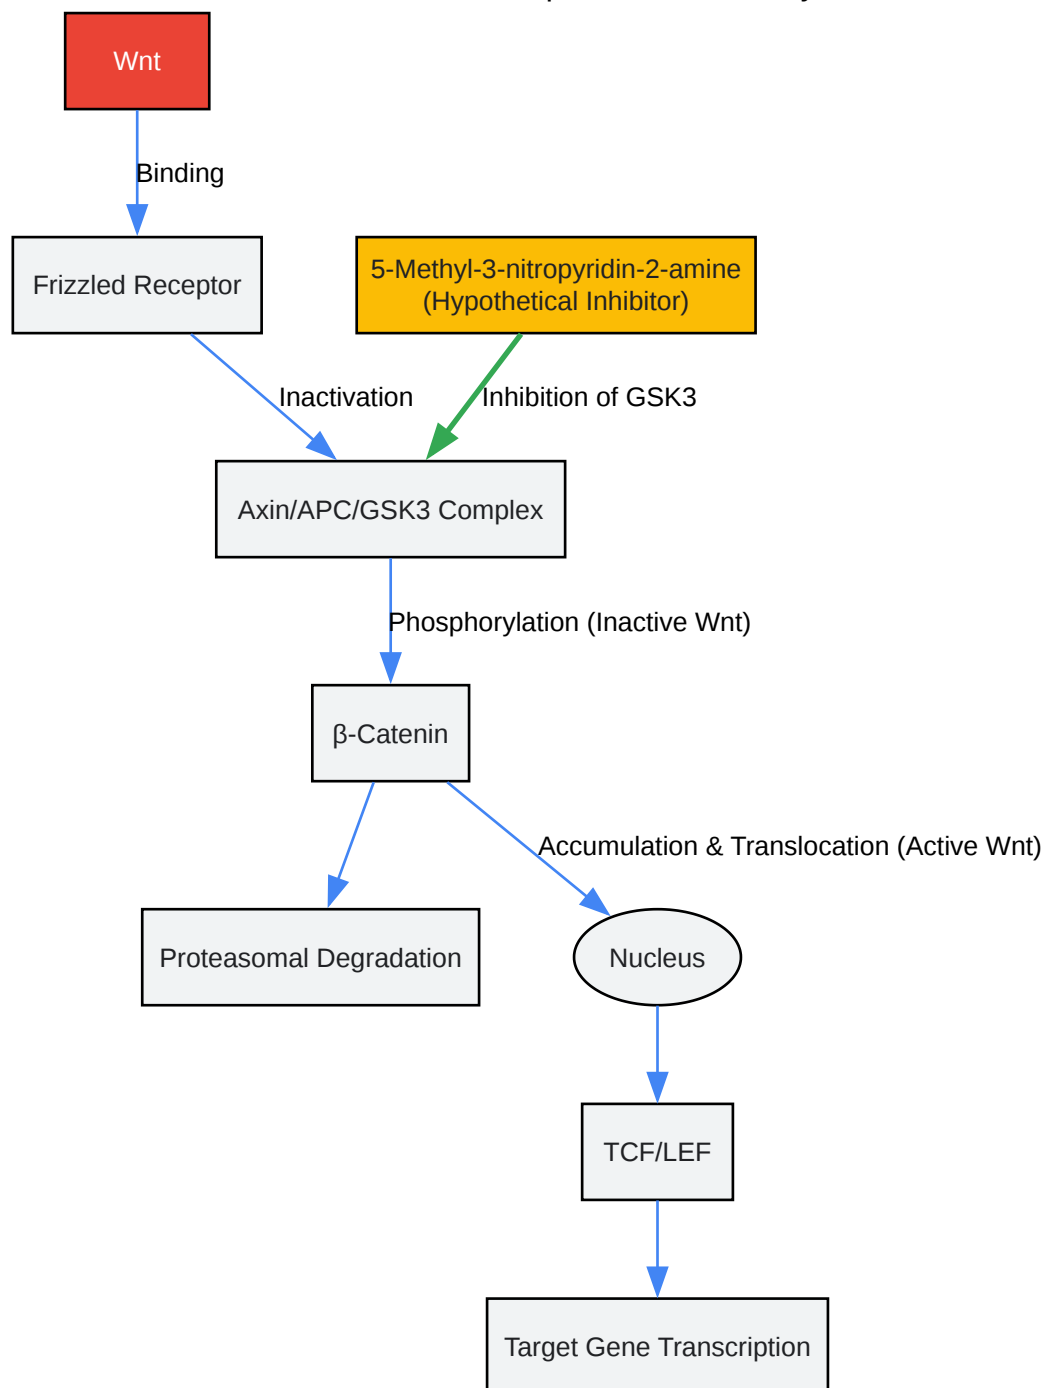 Wnt
Binding
Frizzled Receptor
5-Methyl-3-nitropyridin-2-amine
(Hypothetical Inhibitor)
Inactivation
Inhibition of GSK3
Axin/APC/GSK3 Complex
Phosphorylation (Inactive Wnt)
β-Catenin
Accumulation & Translocation (Active Wnt)
Proteasomal Degradation
Nucleus
TCF/LEF
Target Gene Transcription